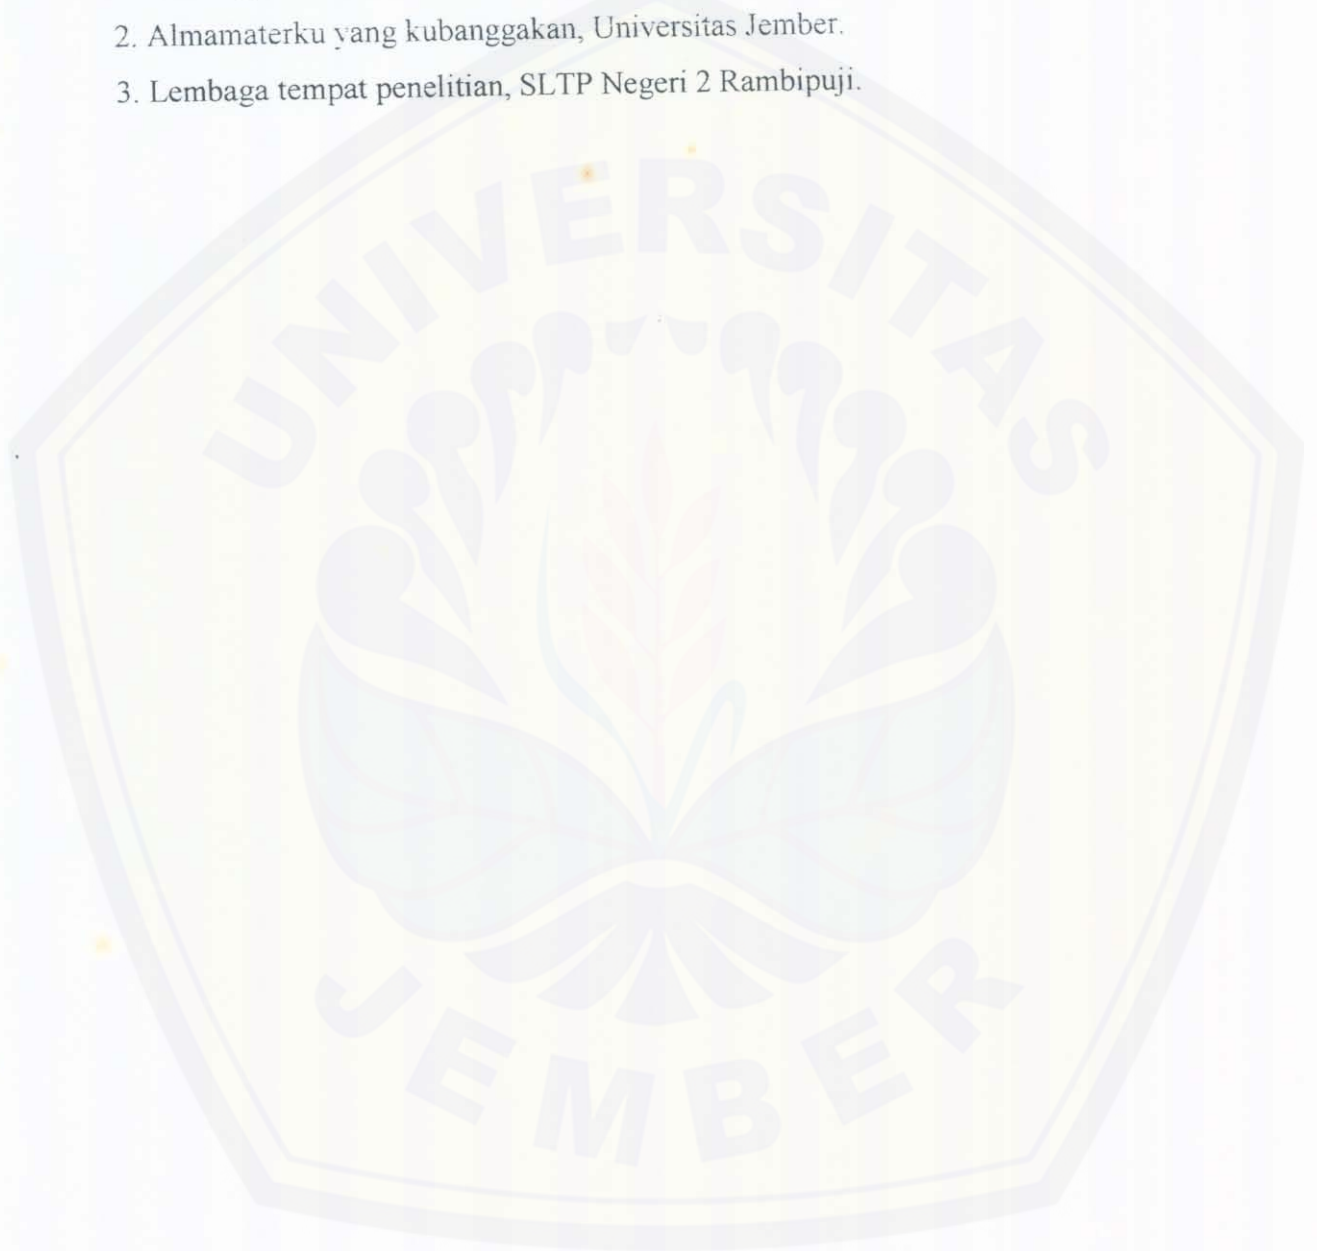 2. Almamaterku yang kubanggakan, Universitas Jember.
3. Lembaga tempat penelitian, SLTP Negeri 2 Rambipuji.
UNIVERSITAS
JEMBER